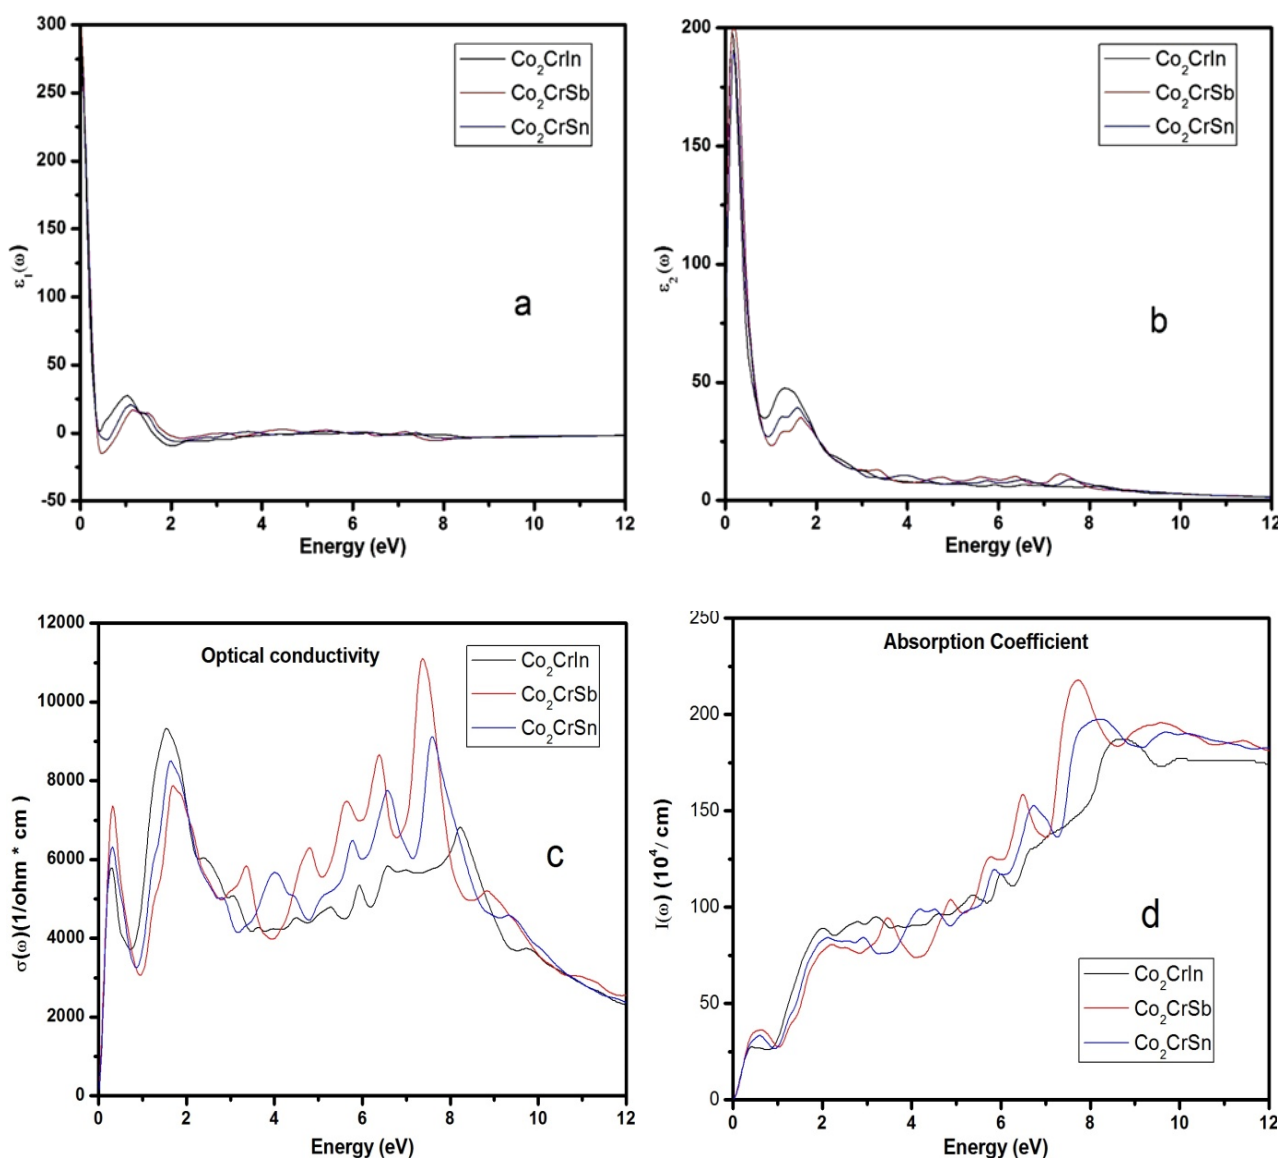 300
250
200
150
100
50
0
-50
ε₁(ω)
Co₂CrIn
Co₂CrSb
Co₂CrSn
a
0 2 4 6 8 10 12
Energy (eV)
200
150
100
50
0
ε₂(ω)
Co₂CrIn
Co₂CrSb
Co₂CrSn
b
0 2 4 6 8 10 12
Energy (eV)
12000
10000
8000
6000
4000
2000
0
σ(ω)(1/ohm * cm )
Optical conductivity
Co₂CrIn
Co₂CrSb
Co₂CrSn
c
0 2 4 6 8 10 12
Energy (eV)
250
200
150
100
50
0
I(ω) (10⁴/ cm)
Absorption Coefficient
d
Co₂CrIn
Co₂CrSb
Co₂CrSn
0 2 4 6 8 10 12
Energy (eV)